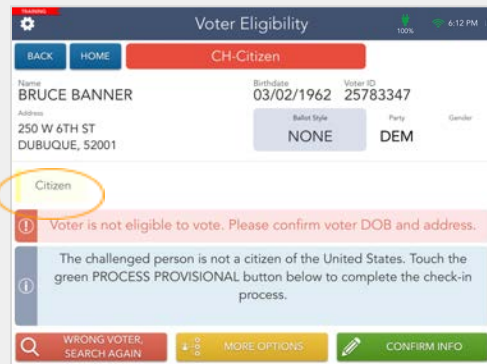 TRAINING
Voter Eligibility
100%
6:12 PM
BACK
HOME
CH-Citizen
Name
BRUCE BANNER
Birthdate
03/02/1962
Voter ID
25783347
Address
250 W 6TH ST
DUBUQUE, 52001
Ballot Style
NONE
Party
DEM
Gender
Citizen
Voter is not eligible to vote. Please confirm voter DOB and address.
The challenged person is not a citizen of the United States. Touch the
green PROCESS PROVISIONAL button below to complete the check-in
process.
WRONG VOTER,
SEARCH AGAIN
MORE OPTIONS
CONFIRM INFO